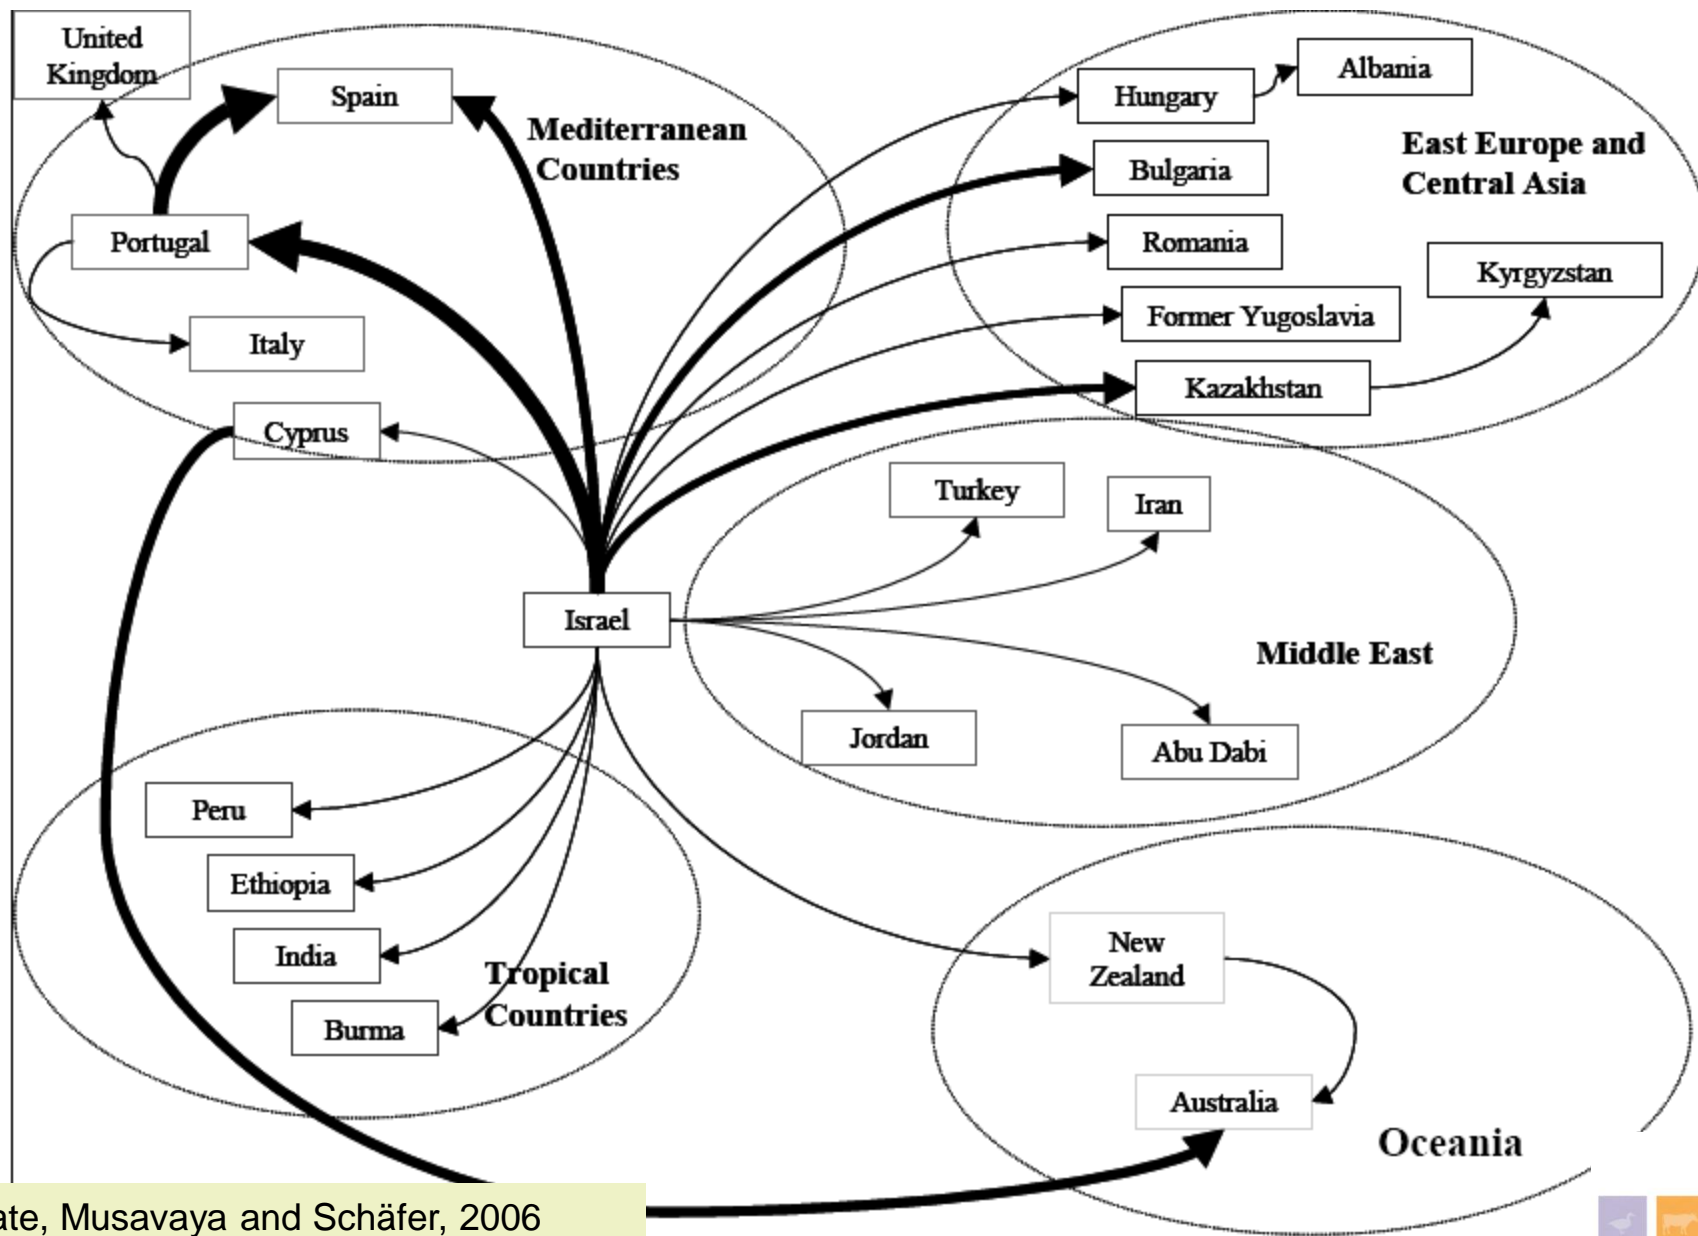 United
Kingdom
Spain
Mediterranean
Countries
Portugal
Italy
Cyprus
Hungary
Albania
East Europe and
Central Asia
Bulgaria
Romania
Kyrgyzstan
Former Yugoslavia
Kazakhstan
Turkey
Iran
Israel
Middle East
Jordan
Abu Dabi
Peru
Ethiopia
India
Tropical
Countries
Burma
New
Zealand
Australia
Oceania
Musavaya and Schäfer, 2006